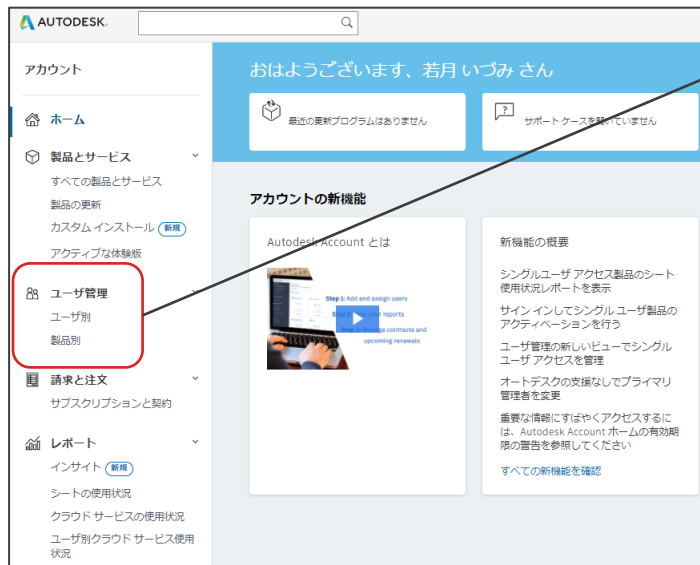 AUTODESK.
アカウント
ホーム
製品とサービス
すべての製品とサービス
製品の更新
カスタム インストール 新規
アクティブな体験版
ユーザ管理
ユーザ別
製品別
請求と注文
サブスクリプションと契約
レポート
インサイト 新規
シートの使用状況
クラウド サービスの使用状況
ユーザ別クラウド サービス使用
状況
おはようございます、若月 いづみ さん
最近の更新プログラムはありません
サポート ケースを開いていません
アカウントの新機能
Autodesk Account とは
Step 1: Add and assign users
your reports
contracts and
upcoming renewals
新機能の概要
シングルユーザ アクセス製品のシート
使用状況レポートを表示
サイン インしてシングル ユーザ製品の
アクティベーションを行う
ユーザ管理の新しいビューでシングル
ユーザ アクセスを管理
オートデスクの支援なしでプライマリ
管理者を変更
重要な情報にすばやくアクセスするに
は、Autodesk Account ホームの有効期
限の警告を参照してください
すべての新機能を確認